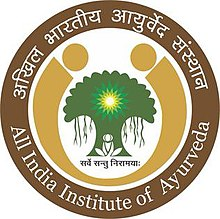 अखिल भारतीय आयुर्वेद संस्थान
सर्वे सन्तु निरामयाः
All India Institute of Ayurveda